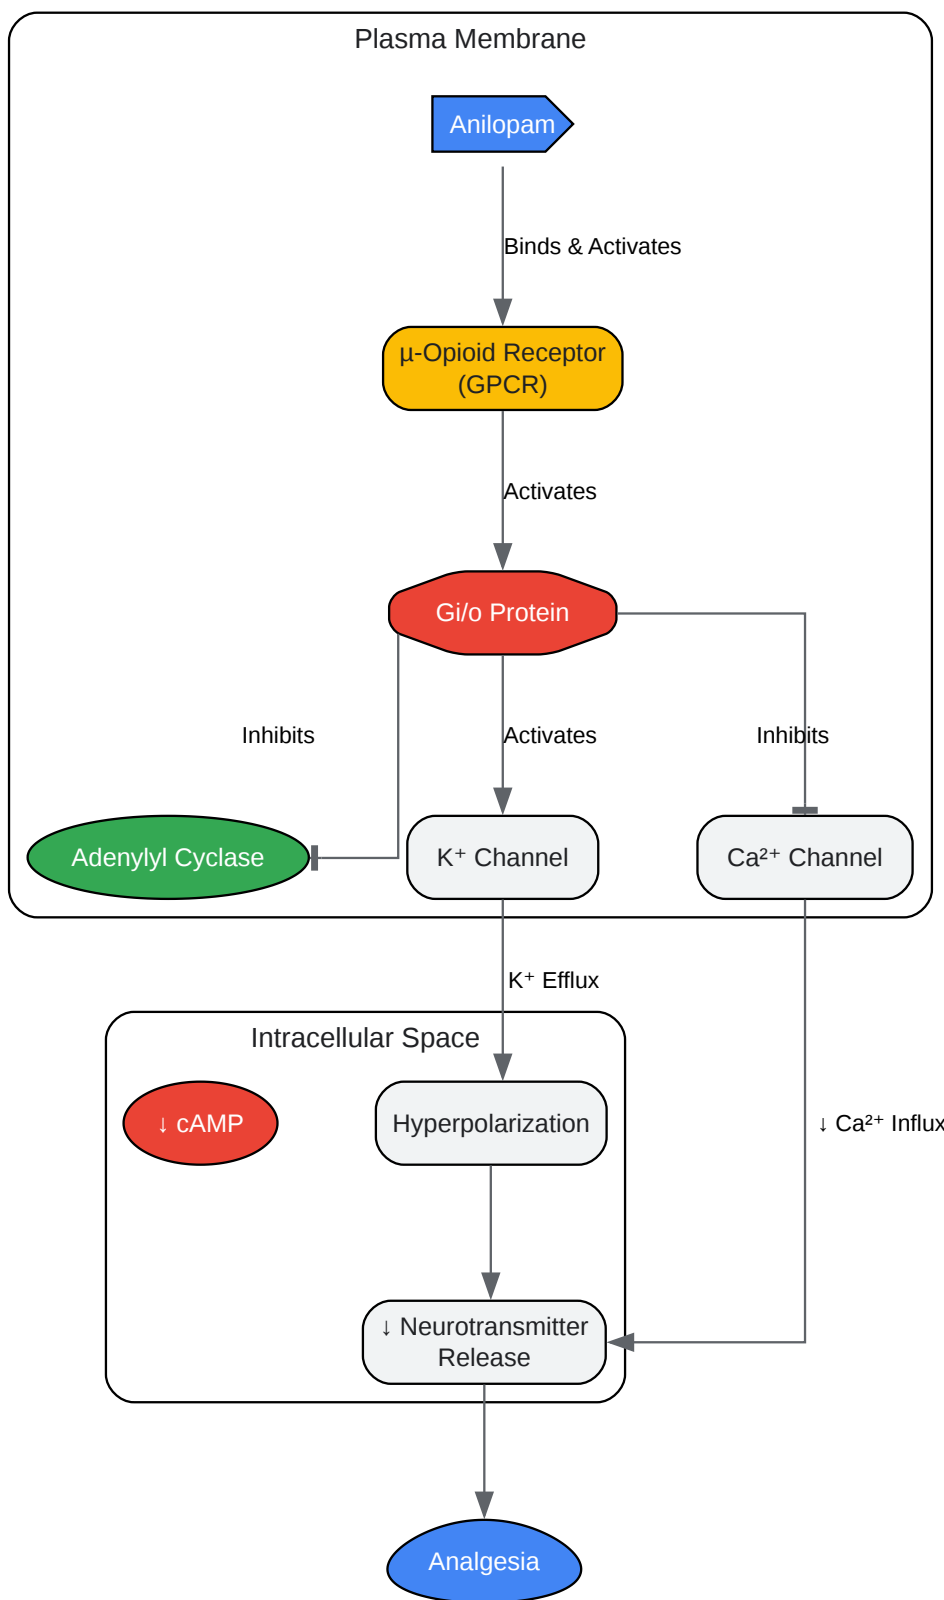 Plasma Membrane
Anilopam
Binds & Activates
µ-Opioid Receptor
(GPCR)
Activates
Gi/o Protein
Inhibits
Activates
Inhibits
Adenylyl Cyclase
K⁺ Channel
Ca²⁺ Channel
K⁺ Efflux
Intracellular Space
↓ cAMP
Hyperpolarization
↓ Ca²⁺ Influx
↓ Neurotransmitter
Release
Analgesia